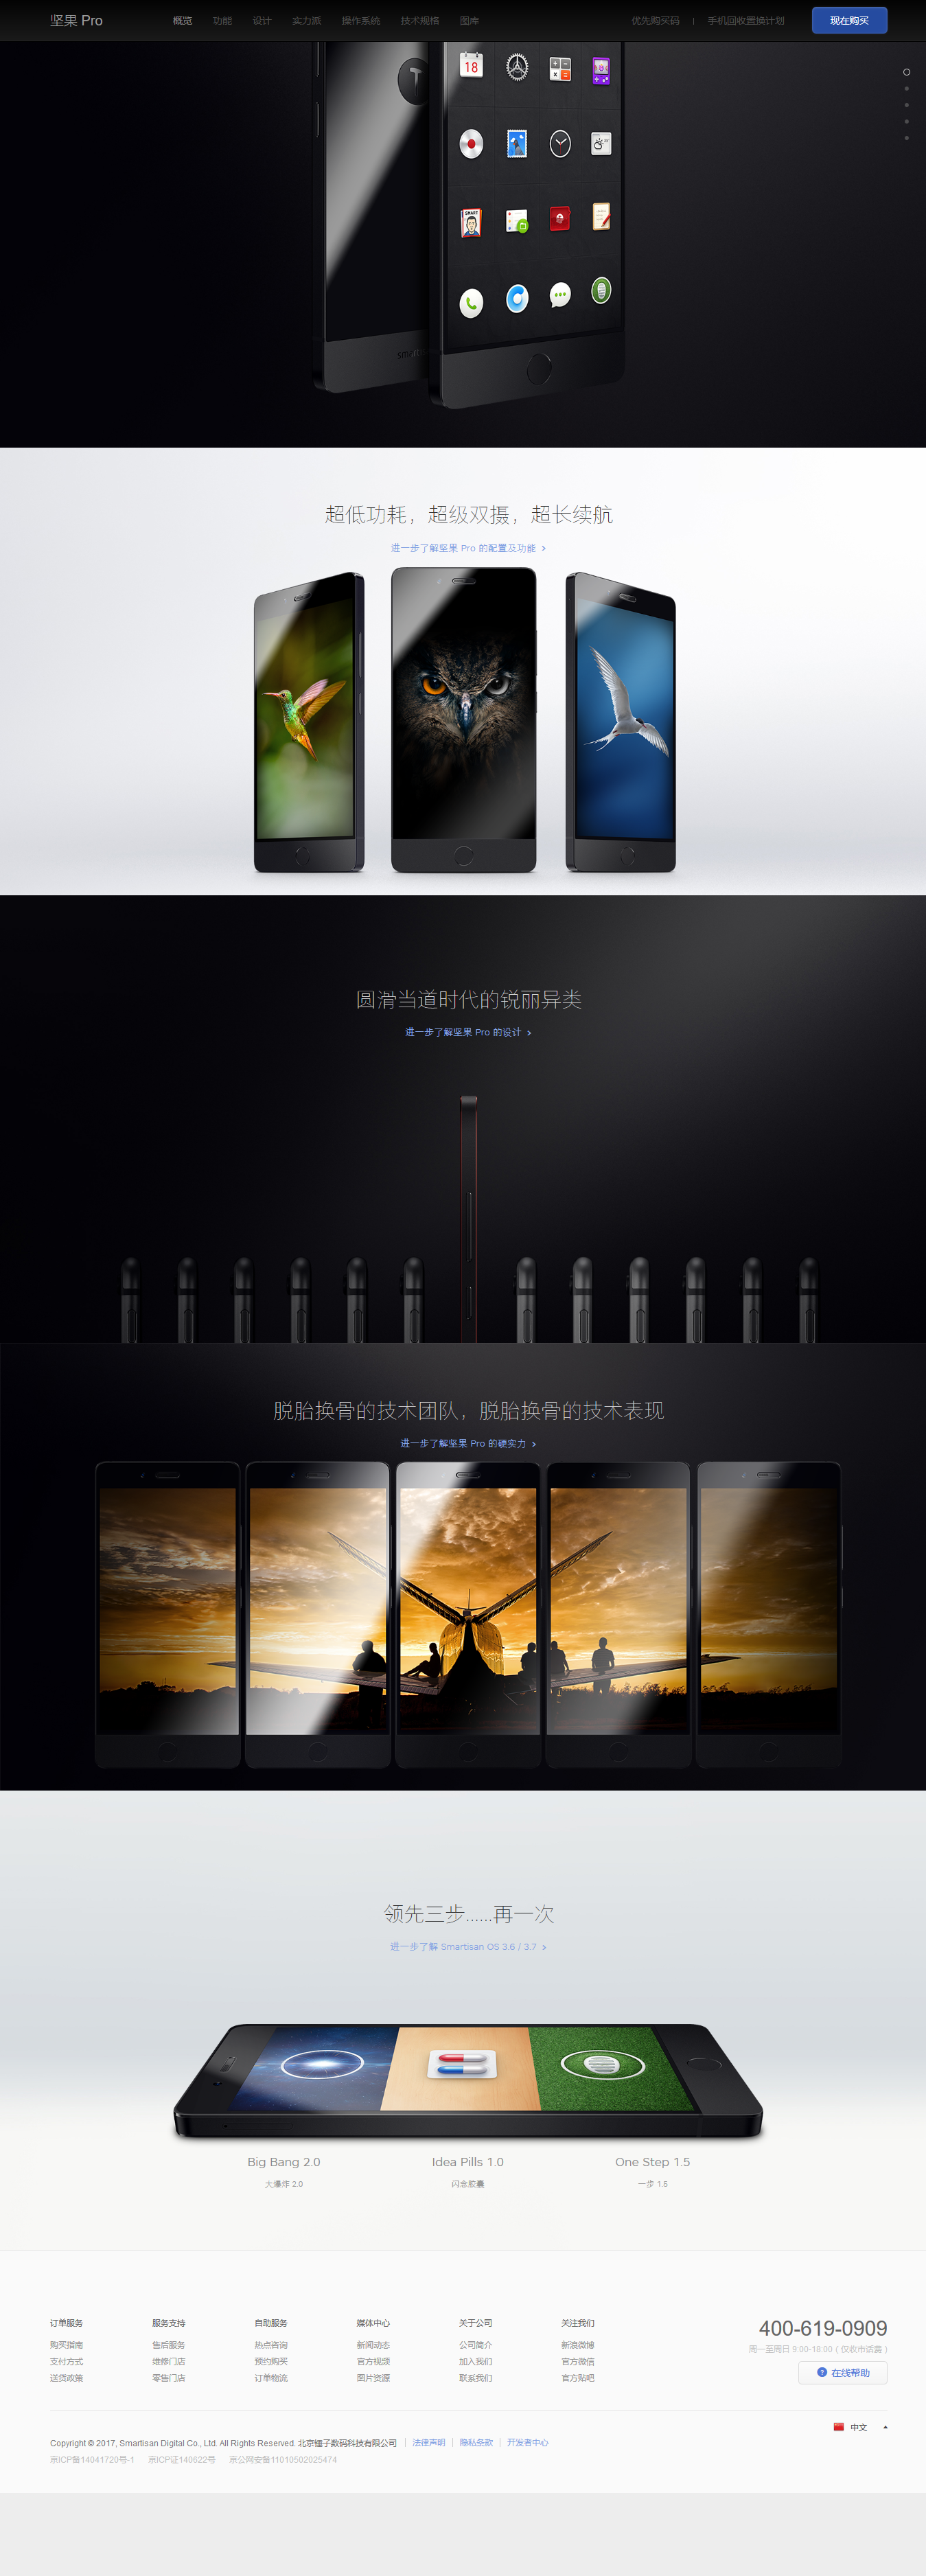 坚果 Pro 概览 功能 设计 实力派 操作系统 技术规格 图库 优先购买码 | 手机回收置换计划 现在购买
18
SMART
smartisan
超低功耗，超级双摄，超长续航
进一步了解坚果 Pro 的配置及功能 >
圆滑当道时代的锐丽异类
进一步了解坚果 Pro 的设计 >
脱胎换骨的技术团队，脱胎换骨的技术表现
进一步了解坚果 Pro 的硬实力 >
领先三步......再一次
进一步了解 Smartisan OS 3.6 / 3.7 >
Big Bang 2.0 Idea Pills 1.0 One Step 1.5
大爆炸 2.0 闪念胶囊 一步 1.5
订单服务 服务支持 自助服务 媒体中心 关于公司 关注我们
购买指南 售后服务 热点咨询 新闻动态 公司简介 新浪微博
支付方式 维修门店 预约购买 官方视频 加入我们 官方微信
送货政策 零售门店 订单物流 图片资源 联系我们 官方贴吧
400-619-0909
周一至周日 9:00-18:00（仅收市话费）
? 在线帮助
中文
Copyright © 2017, Smartisan Digital Co., Ltd. All Rights Reserved. 北京锤子数码科技有限公司 | 法律声明 | 隐私条款 | 开发者中心
京ICP备14041720号-1 京ICP证140622号 京公网安备11010502025474